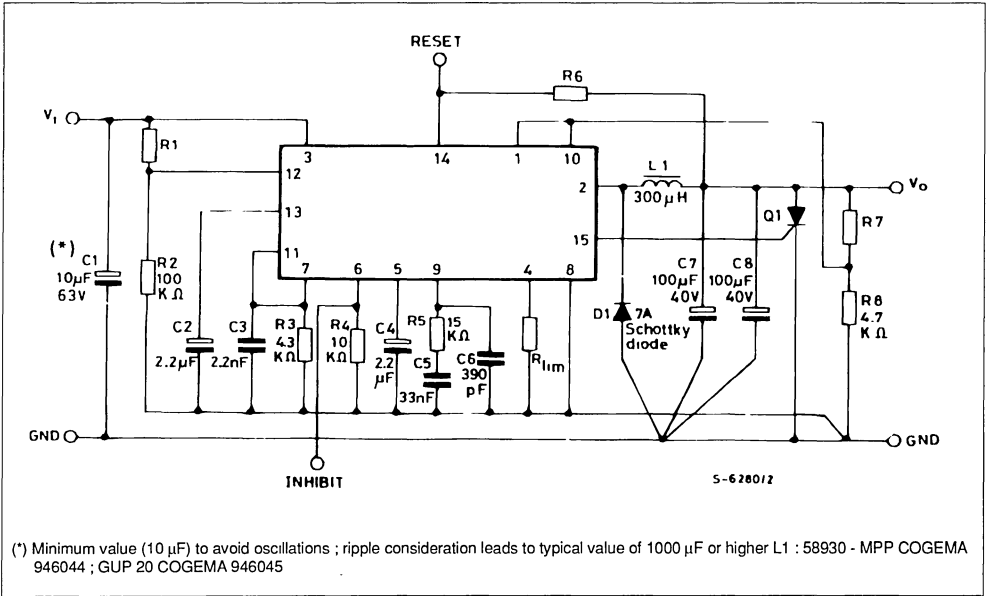 RESET
R6
V₁
R1
3
14
1
10
12
2
L1
300 μH
Vo
13
Q1
R7
15
(*)
C1
10μF
63V
11
R2
100
KΩ
7
6
5
9
4
8
C7
100μF
40V
C8
100μF
40V
R8
4.7
KΩ
C2
2.2μF
C3
2.2nF
R3
4.3
KΩ
R4
10
KΩ
C4
2.2
μF
R5
15
KΩ
C5
33nF
C6
390
pF
Rlim
D1
7A
Schottky
diode
GND
GND
INHIBIT
S-6280/2
(*) Minimum value (10 μF) to avoid oscillations ; ripple consideration leads to typical value of 1000 μF or higher L1 : 58930 - MPP COGEMA
946044 ; GUP 20 COGEMA 946045